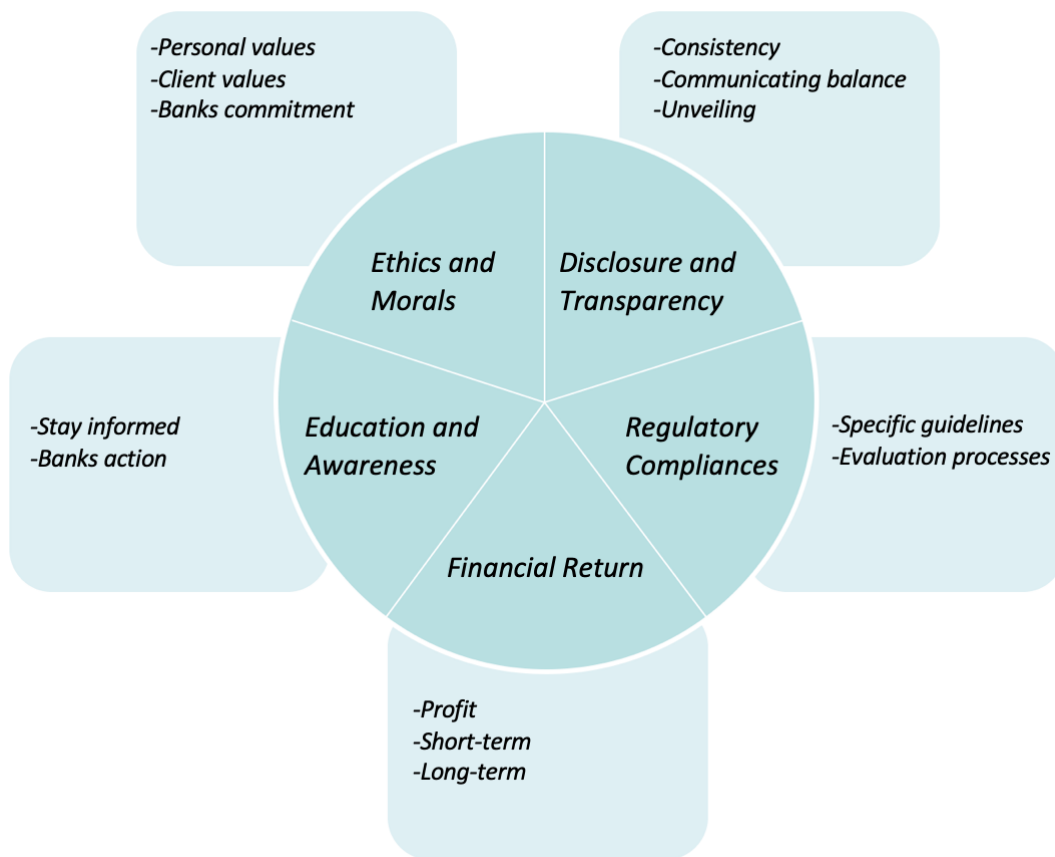 -Personal values
-Client values
-Banks commitment
-Consistency
-Communicating balance
-Unveiling
Ethics and
Morals
Disclosure and
Transparency
-Stay informed
-Banks action
Education and
Awareness
Regulatory
Compliances
-Specific guidelines
-Evaluation processes
Financial Return
-Profit
-Short-term
-Long-term